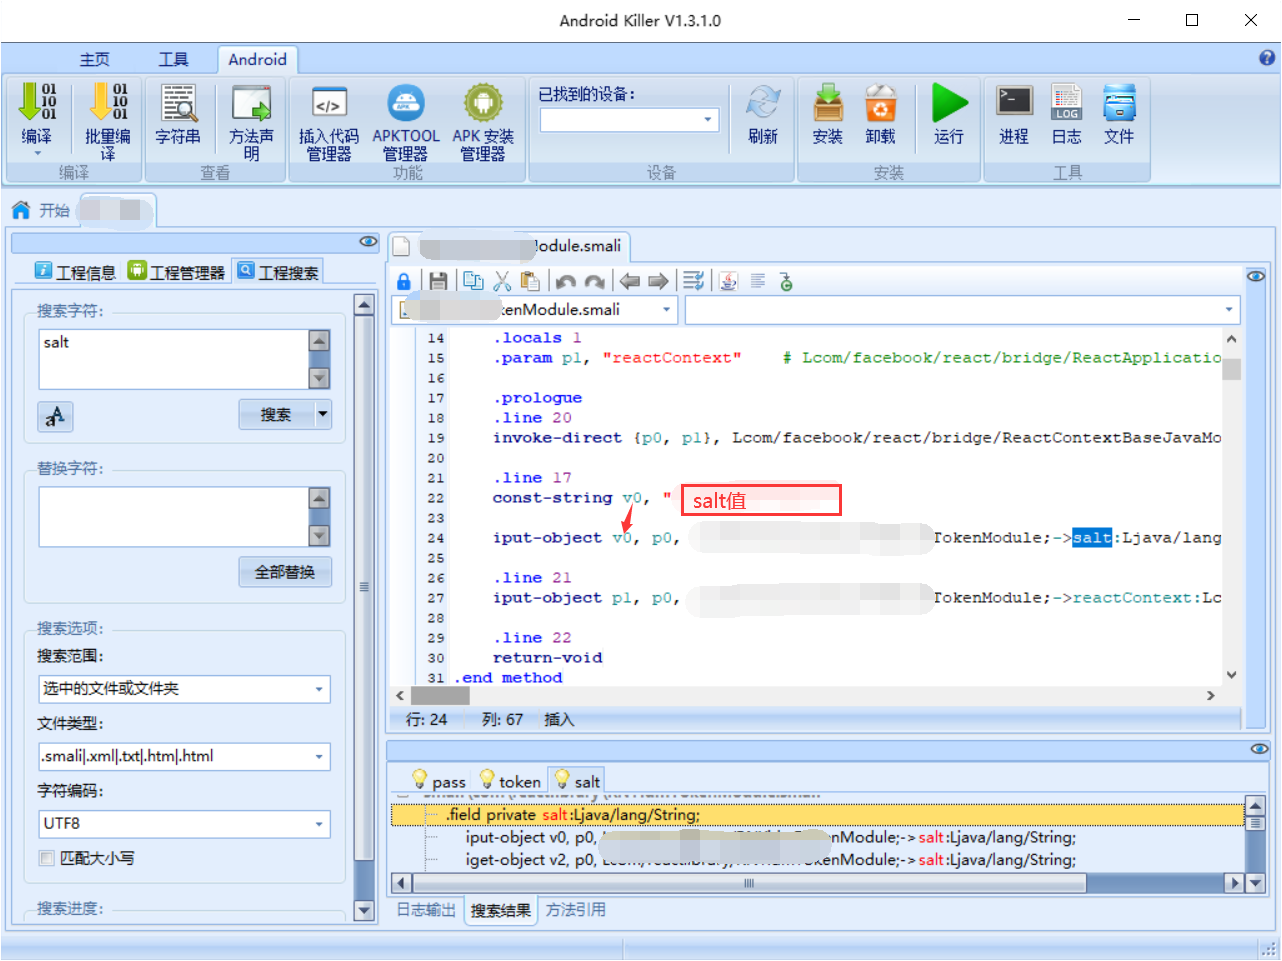 Android Killer V1.3.1.0
主页 工具 Android
编译 批量编译 字符串 方法声明 插入代码管理器 APKTOOL管理器 APK 安装管理器 已找到的设备: 刷新 安装 卸载 运行 进程 日志 文件
编译 查看 功能 设备 安装 工具
开始
工程信息 工程管理器 工程搜索
搜索字符:
salt
搜索
替换字符:
全部替换
搜索选项:
搜索范围:
选中的文件或文件夹
文件类型:
.smali|.xml|.txt|.htm|.html
字符编码:
UTF8
匹配大小写
搜索进度:
odule.smali
kenModule.smali
14 .locals 1
15 .param p1, "reactContext" # Lcom/facebook/react/bridge/ReactApplicatio
16
17 .prologue
18 .line 20
19 invoke-direct {p0, p1}, Lcom/facebook/react/bridge/ReactContextBaseJavaMo
20
21 .line 17
22 const-string v0, " salt值
23
24 iput-object v0, p0, TokenModule;->salt:Ljava/lang
25
26 .line 21
27 iput-object p1, p0, TokenModule;->reactContext:Lc
28
29 .line 22
30 return-void
31 .end method
行: 24 列: 67 插入
pass token salt
.field private salt:Ljava/lang/String;
iput-object v0, p0, kenModule;->salt:Ljava/lang/String;
iget-object v2, p0, kenModule;->salt:Ljava/lang/String;
日志输出 搜索结果 方法引用